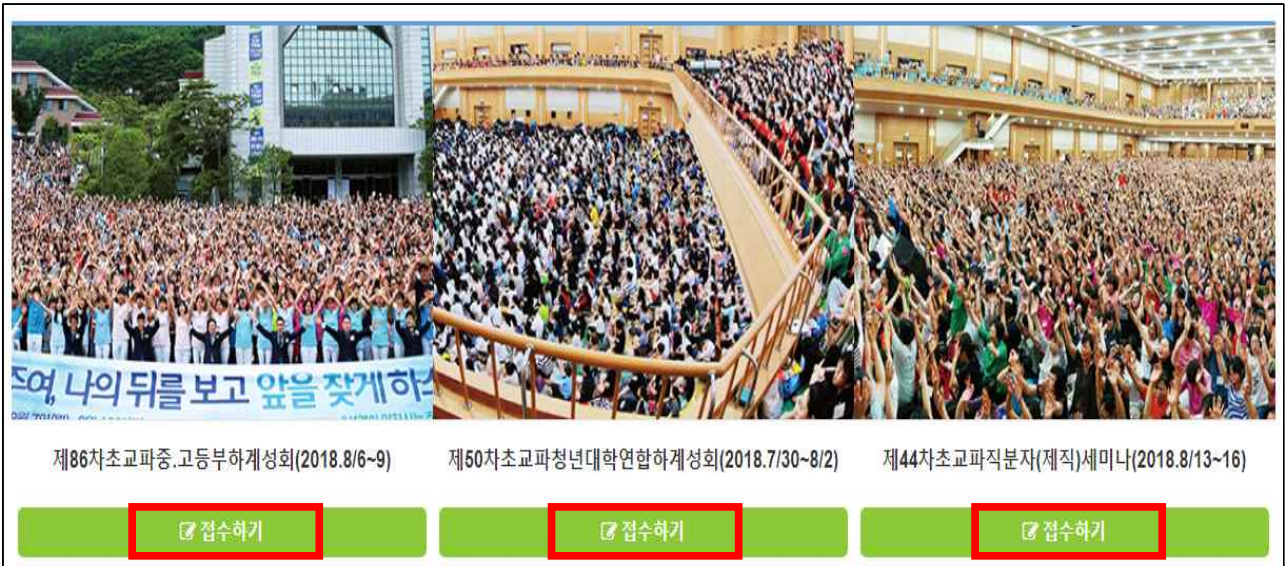 주여, 나의 뒤를 보고 앞을 찾게 하소
제86차초교파중.고등부하계성회(2018.8/6~9)
제50차초교파청년대학연합하계성회(2018.7/30~8/2)
제44차초교파직분자(제직)세미나(2018.8/13~16)
접수하기
접수하기
접수하기